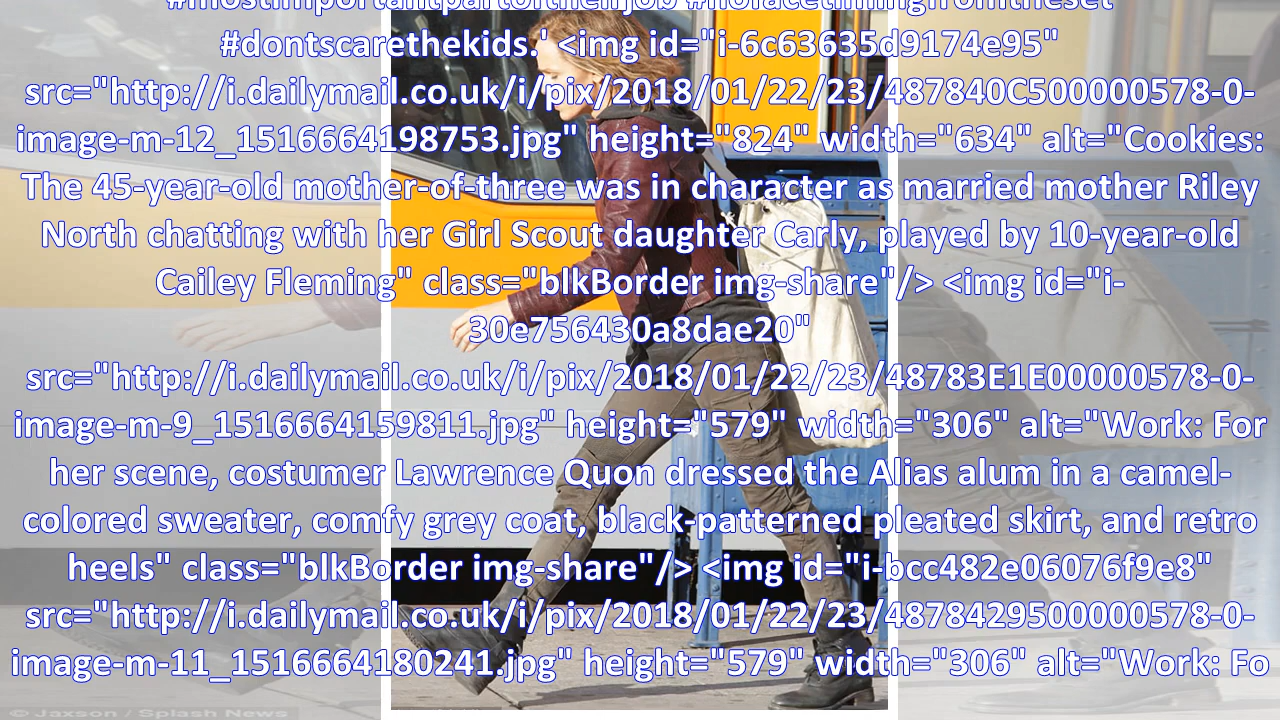 #mostimportantpartoftheirjob #nofacetimingfromtheset
#dontscarethekids.' <img id="i-6c63635d9174e95"
src="http://i.dailymail.co.uk/i/pix/2018/01/22/23/487840C500000578-0-
image-m-12_1516664198753.jpg" height="824" width="634" alt="Cookies:
The 45-year-old mother-of-three was in character as married mother Riley
North chatting with her Girl Scout daughter Carly, played by 10-year-old
Cailey Fleming" class="blkBorder img-share"/> <img id="i-
30e756430a8dae20"
src="http://i.dailymail.co.uk/i/pix/2018/01/22/23/48783E1E00000578-0-
image-m-9_1516664159811.jpg" height="579" width="306" alt="Work: For
her scene, costumer Lawrence Quon dressed the Alias alum in a camel-
colored sweater, comfy grey coat, black-patterned pleated skirt, and retro
heels" class="blkBorder img-share"/> <img id="i-bcc482e06076f9e8"
src="http://i.dailymail.co.uk/i/pix/2018/01/22/23/4878429500000578-0-
image-m-11_1516664180241.jpg" height="579" width="306" alt="Work: Fo
© Jaxson / Splash News